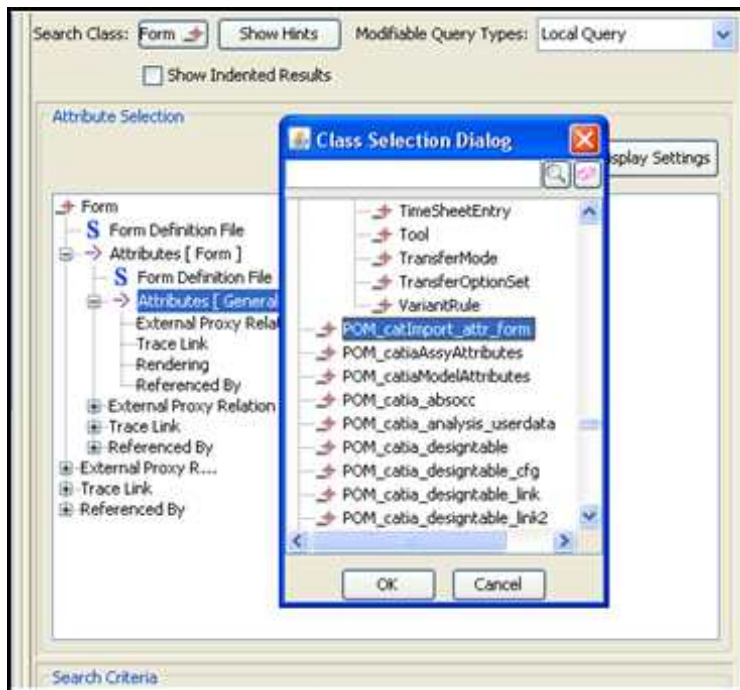 Search Class: Form Show Hints Modifiable Query Types: Local Query
Show Indented Results
Attribute Selection
Display Settings
Form
S Form Definition File
Attributes [ Form ]
S Form Definition File
Attributes [ General
External Proxy Rela
Trace Link
Rendering
Referenced By
External Proxy Relation
Trace Link
Referenced By
External Proxy R...
Trace Link
Referenced By
Class Selection Dialog
TimeSheetEntry
Tool
TransferMode
TransferOptionSet
VariantRule
POM_catImport_attr_form
POM_catiaAssyAttributes
POM_catiaModelAttributes
POM_catia_absocc
POM_catia_analysis_userdata
POM_catia_designtable
POM_catia_designtable_cfg
POM_catia_designtable_link
POM_catia_designtable_link2
OK Cancel
Search Criteria